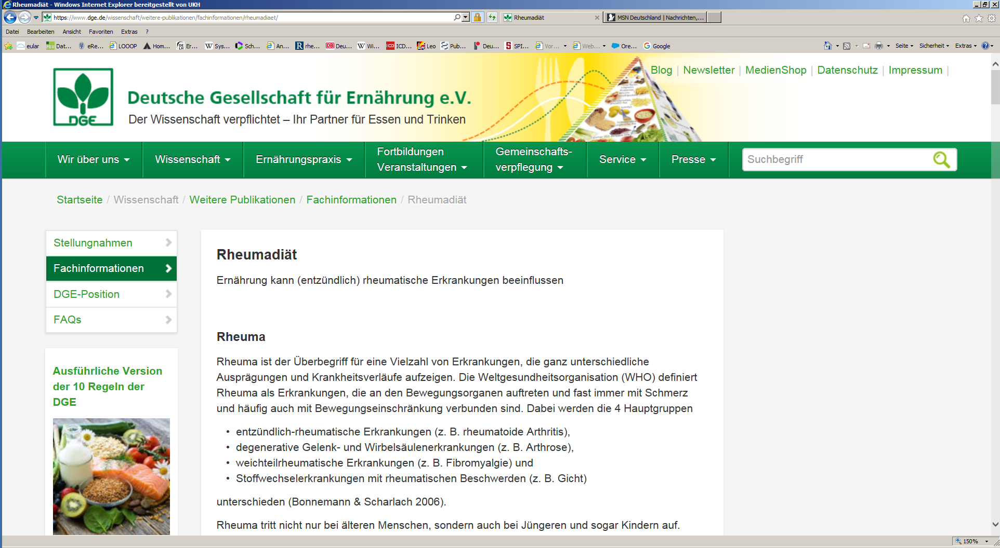 Rheumadiät - Windows Internet Explorer bereitgestellt von UKH
https://www.dge.de/wissenschaft/weitere-publikationen/fachinformationen/rheumadiaet/
Rheumadiät
MSN Deutschland | Nachrichten,...
Datei Bearbeiten Ansicht Favoriten Extras ?
eular
Dat...
eRe...
LOOOP
Hom...
Er...
Sys...
Sch...
An...
rhe...
Deu...
Wi...
ICD...
Leo
Pub...
Deu...
SPI...
Vor...
Web...
Ore...
Google
Seite
Sicherheit
Extras
Blog | Newsletter | MedienShop | Datenschutz | Impressum |
DGE
Deutsche Gesellschaft für Ernährung e.V.
Der Wissenschaft verpflichtet – Ihr Partner für Essen und Trinken
Wir über uns
Wissenschaft
Ernährungspraxis
Fortbildungen
Veranstaltungen
Gemeinschafts-
verpflegung
Service
Presse
Suchbegriff
Startseite / Wissenschaft / Weitere Publikationen / Fachinformationen / Rheumadiät
Stellungnahmen
Fachinformationen
DGE-Position
FAQs
Ausführliche Version
der 10 Regeln der
DGE
Rheumadiät
Ernährung kann (entzündlich) rheumatische Erkrankungen beeinflussen
Rheuma
Rheuma ist der Überbegriff für eine Vielzahl von Erkrankungen, die ganz unterschiedliche
Ausprägungen und Krankheitsverläufe aufzeigen. Die Weltgesundheitsorganisation (WHO) definiert
Rheuma als Erkrankungen, die an den Bewegungsorganen auftreten und fast immer mit Schmerz
und häufig auch mit Bewegungseinschränkung verbunden sind. Dabei werden die 4 Hauptgruppen
• entzündlich-rheumatische Erkrankungen (z. B. rheumatoide Arthritis),
• degenerative Gelenk- und Wirbelsäulenerkrankungen (z. B. Arthrose),
• weichteilrheumatische Erkrankungen (z. B. Fibromyalgie) und
• Stoffwechselerkrankungen mit rheumatischen Beschwerden (z. B. Gicht)
unterschieden (Bonnemann & Scharlach 2006).
Rheuma tritt nicht nur bei älteren Menschen, sondern auch bei Jüngeren und sogar Kindern auf.
150%